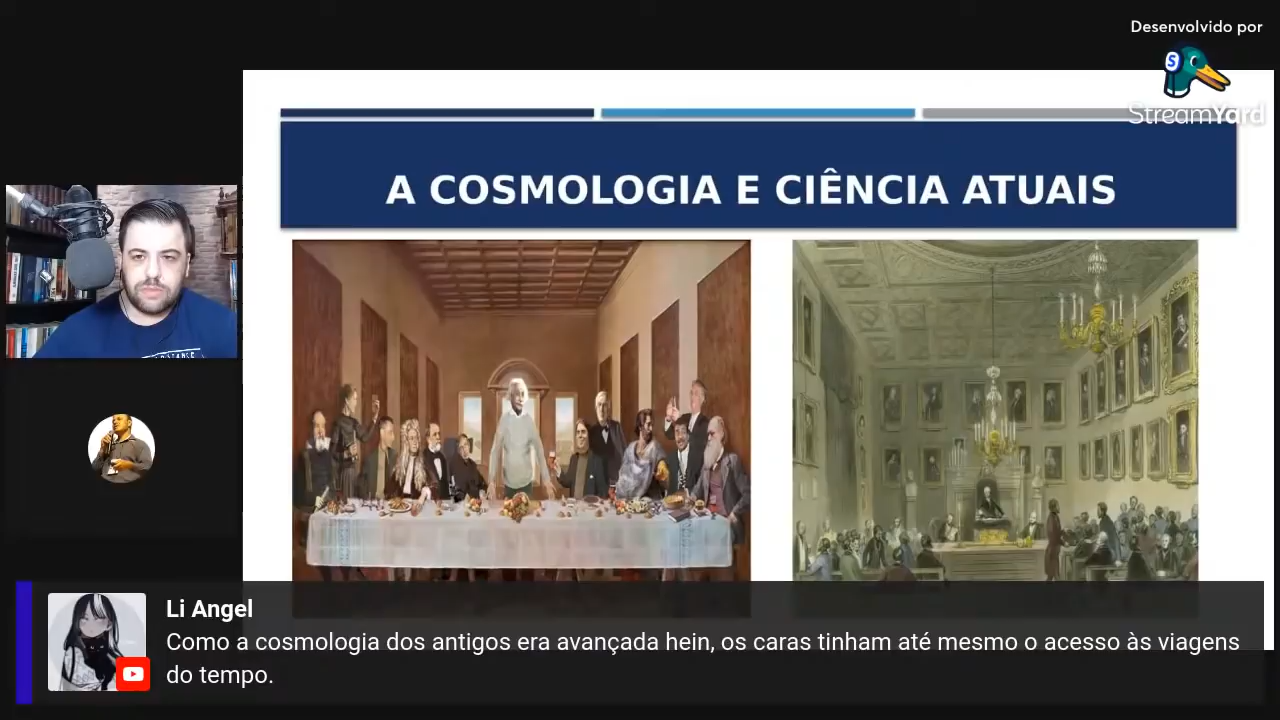 Desenvolvido por
StreamYard
A COSMOLOGIA E CIÊNCIA ATUAIS
Li Angel
Como a cosmologia dos antigos era avançada hein, os caras tinham até mesmo o acesso às viagens
do tempo.